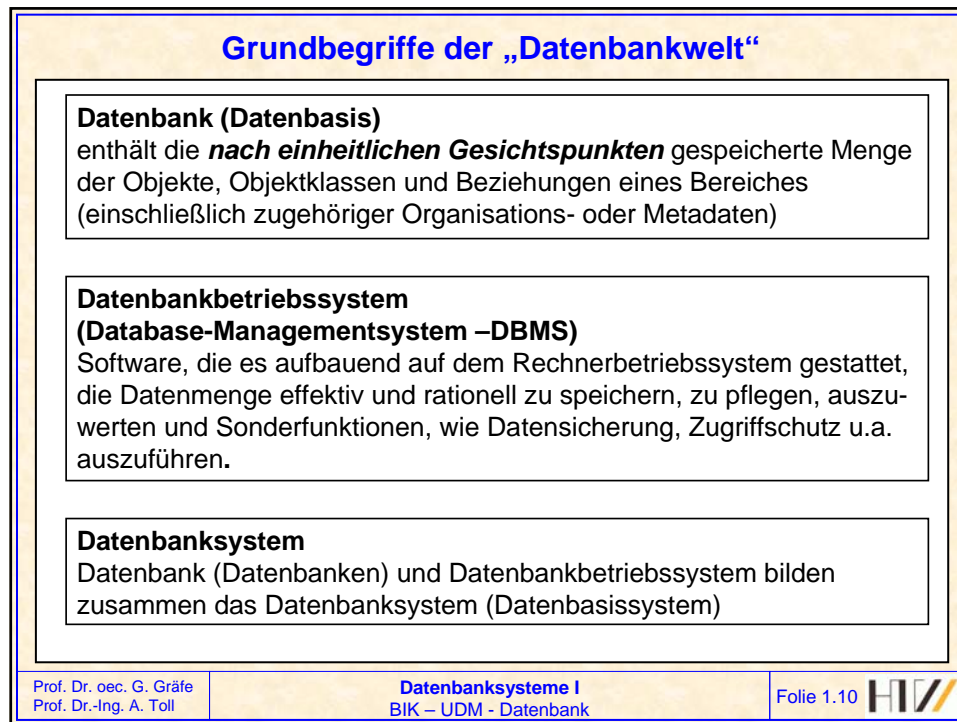 Grundbegriffe der „Datenbankwelt“
Datenbank (Datenbasis)
enthält die nach einheitlichen Gesichtspunkten gespeicherte Menge
der Objekte, Objektklassen und Beziehungen eines Bereiches
(einschließlich zugehöriger Organisations- oder Metadaten)
Datenbankbetriebssystem
(Database-Managementsystem –DBMS)
Software, die es aufbauend auf dem Rechnerbetriebssystem gestattet,
die Datenmenge effektiv und rationell zu speichern, zu pflegen, auszu-
werten und Sonderfunktionen, wie Datensicherung, Zugriffschutz u.a.
auszuführen.
Datenbanksystem
Datenbank (Datenbanken) und Datenbankbetriebssystem bilden
zusammen das Datenbanksystem (Datenbasissystem)
Prof. Dr. oec. G. Gräfe
Prof. Dr.-Ing. A. Toll
Datenbanksysteme I
BIK – UDM - Datenbank
Folie 1.10